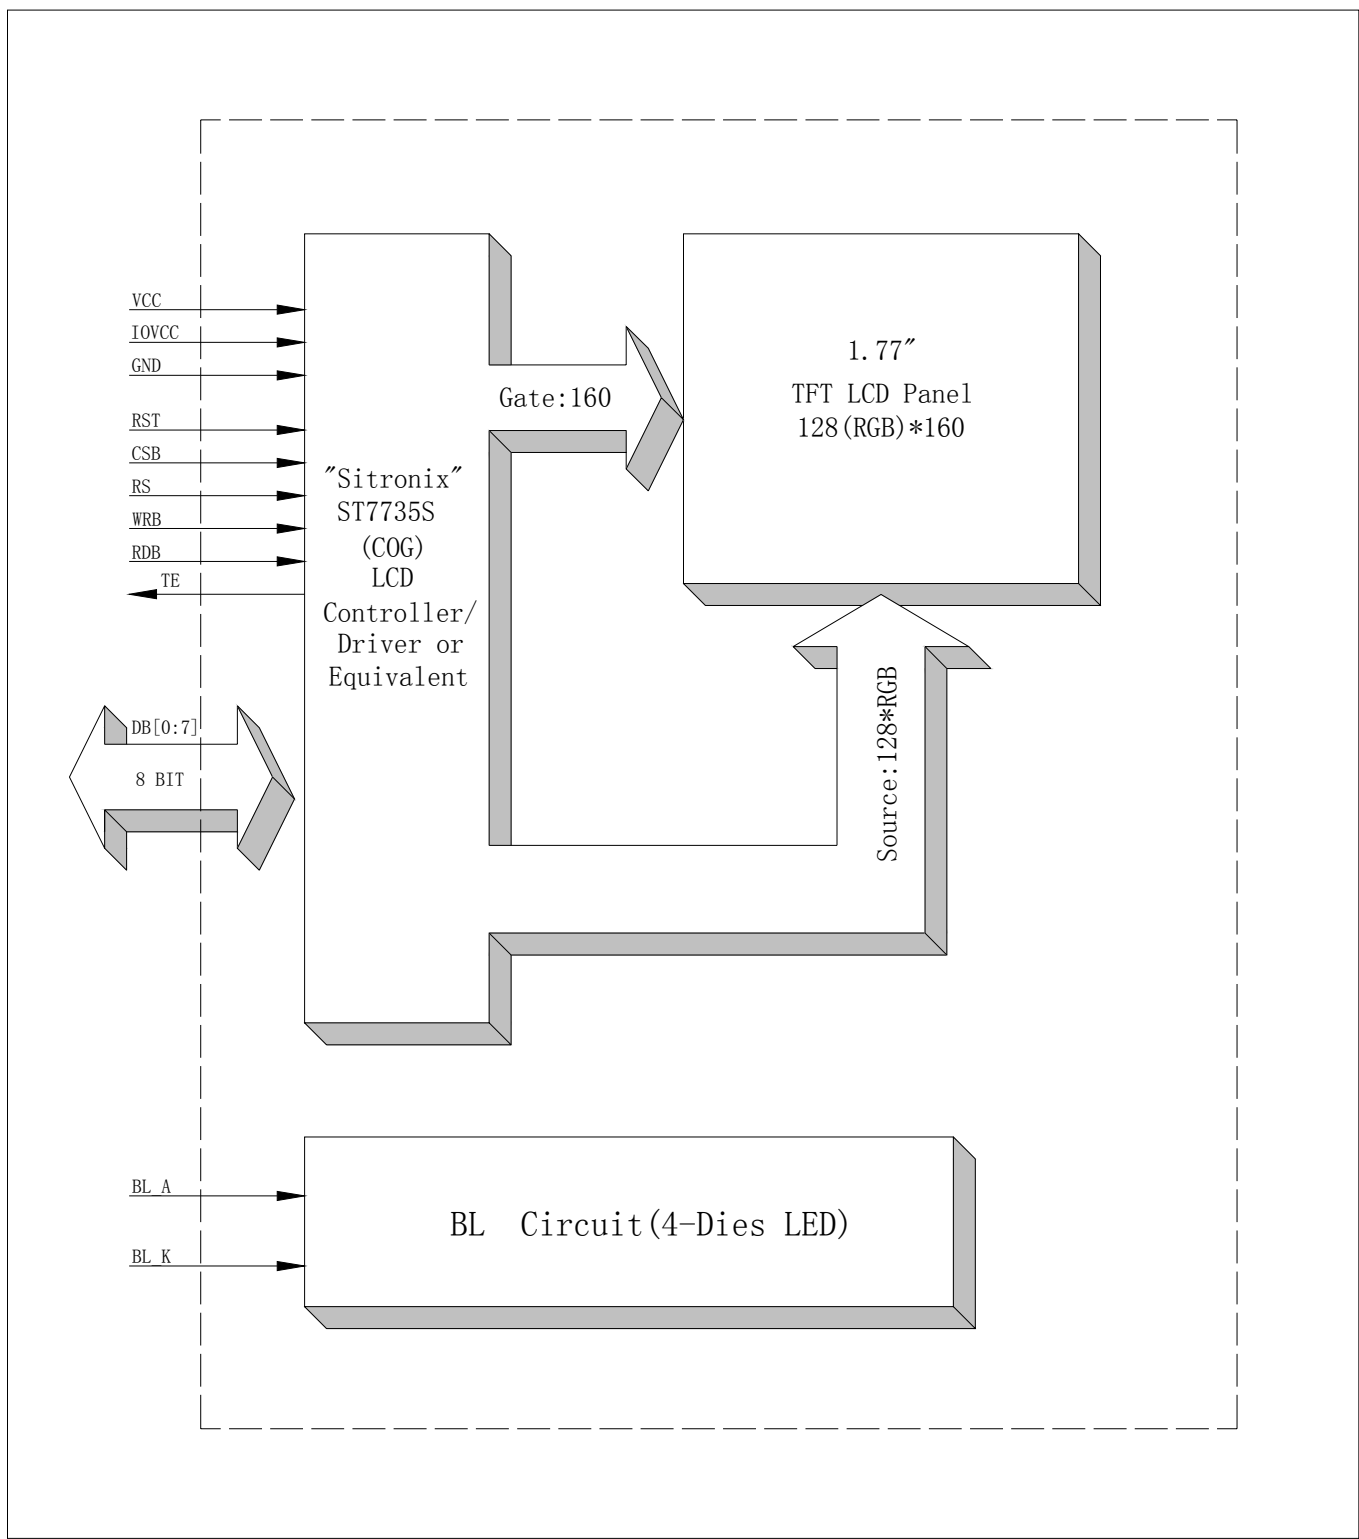 VCC
IOVCC
GND
RST
CSB
RS
WRB
RDB
TE
DB[0:7]
8 BIT
"Sitronix"
ST7735S
(COG)
LCD
Controller/
Driver or
Equivalent
Gate:160
1.77"
TFT LCD Panel
128(RGB)*160
Source:128*RGB
BL_A
BL_K
BL Circuit(4-Dies LED)